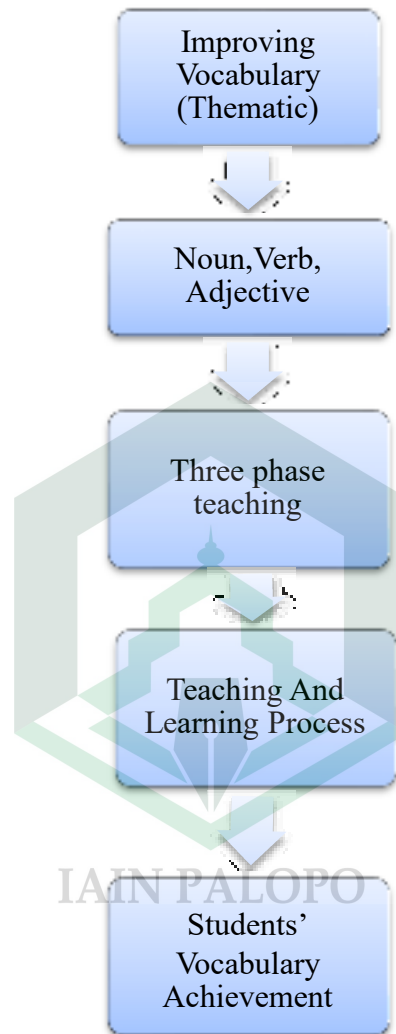 Improving
Vocabulary
(Thematic)
Noun,Verb,
Adjective
Three phase
teaching
Teaching And
Learning Process
IAIN PALOPO
Students’
Vocabulary
Achievement